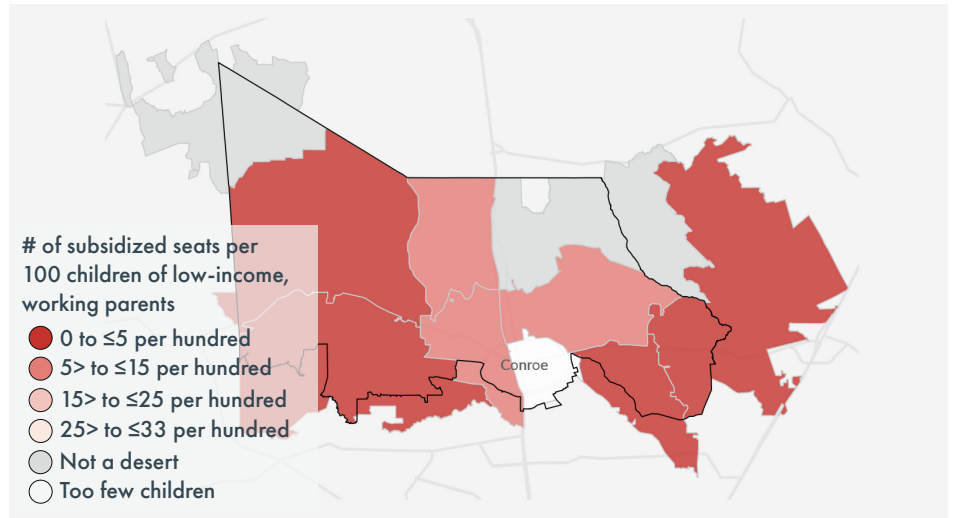 Conroe
# of subsidized seats per
100 children of low-income,
working parents
0 to ≤5 per hundred
5> to ≤15 per hundred
15> to ≤25 per hundred
25> to ≤33 per hundred
Not a desert
Too few children